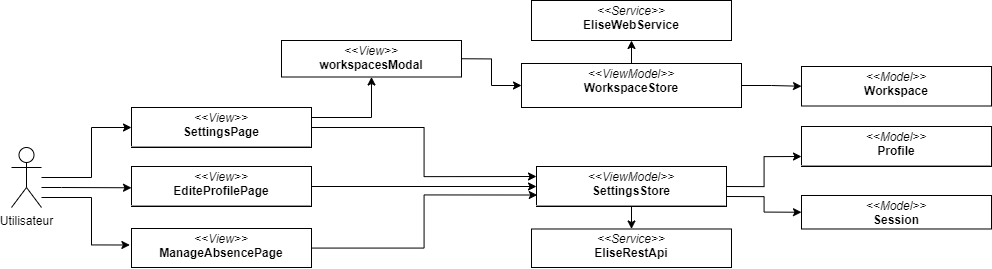 <<Service>>
EliseWebService
<<View>>
workspacesModal
<<ViewModel>>
WorkspaceStore
<<Model>>
Workspace
<<View>>
SettingsPage
<<Model>>
Profile
<<View>>
EditeProfilePage
<<ViewModel>>
SettingsStore
<<Model>>
Session
Utilisateur
<<View>>
ManageAbsencePage
<<Service>>
EliseRestApi